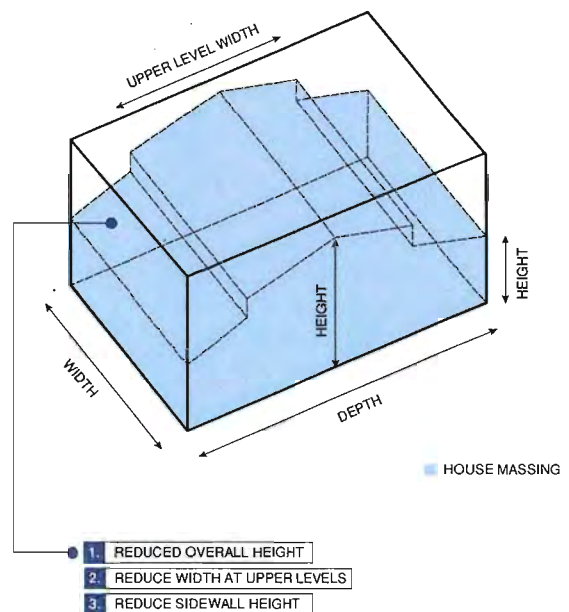 UPPER LEVEL WIDTH
HEIGHT
HEIGHT
WIDTH
DEPTH
HOUSE MASSING
1. REDUCED OVERALL HEIGHT
2. REDUCE WIDTH AT UPPER LEVELS
3. REDUCE SIDEWALL HEIGHT